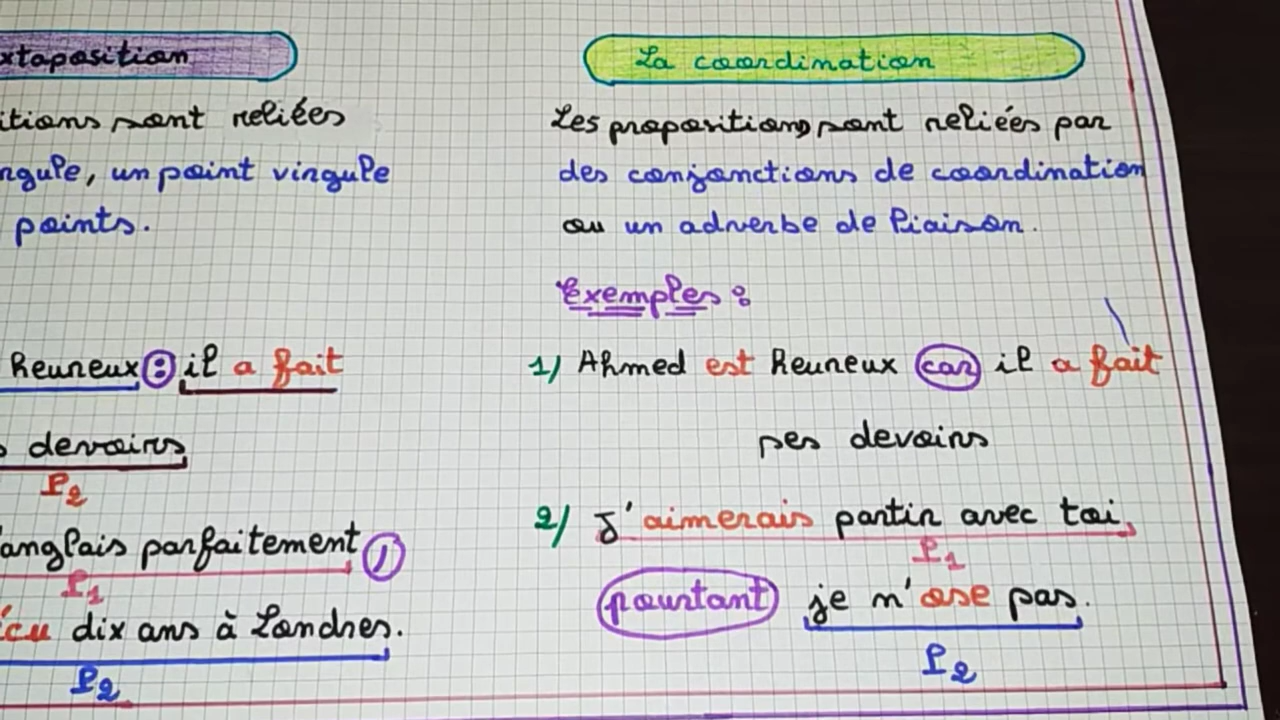 xtaposition
itions sont reliées
ngule, un point virgule
points.
heureux : il a fait
s devoirs
P2
'anglais parfaitement ,
P1
écu dix ans à Londres.
P2
La coordination
Les propositions sont reliées par
des conjonctions de coordination
ou un adverbe de liaison.
Exemples :
1) Ahmed est heureux car il a fait
ses devoirs
2) J'aimerais partir avec toi,
P1
pourtant je n'ose pas.
P2